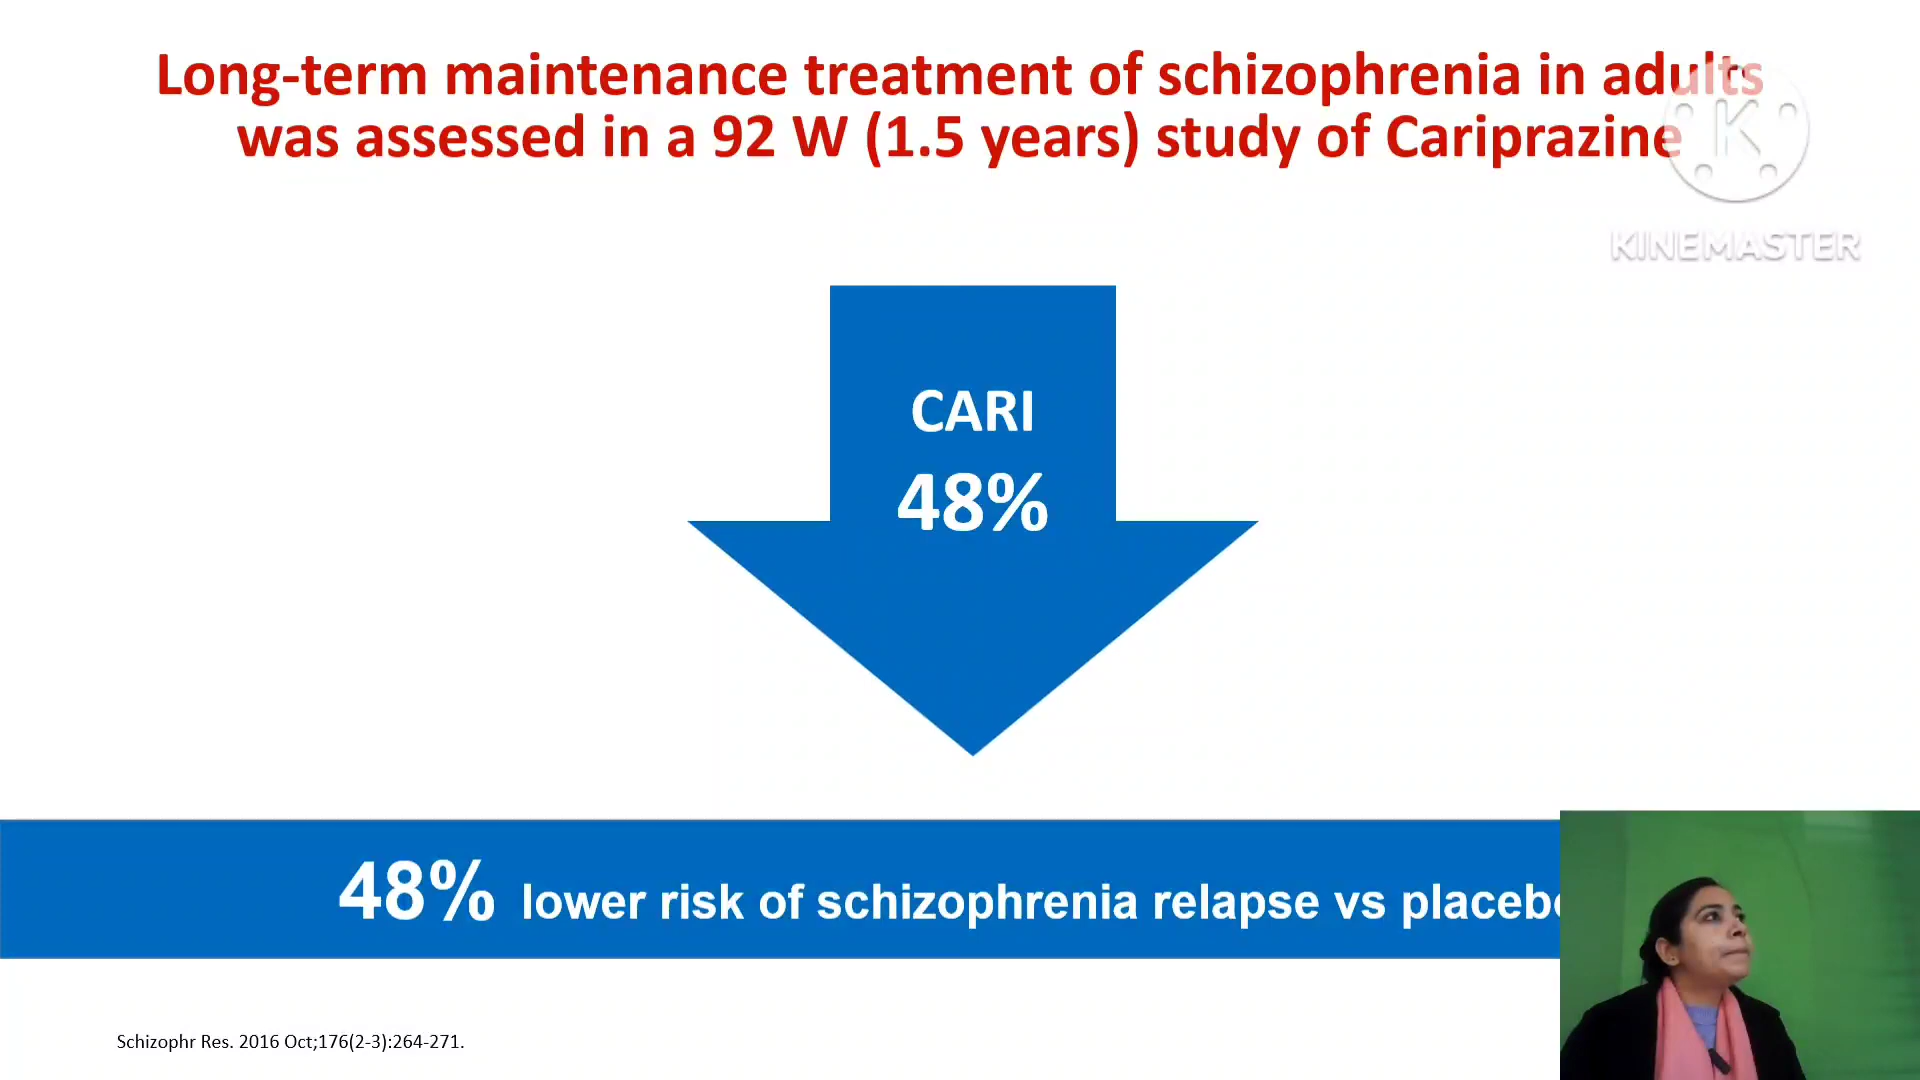 Long-term maintenance treatment of schizophrenia in adults
was assessed in a 92 W (1.5 years) study of Cariprazine
K
KINEMASTER
CARI
48%
48% lower risk of schizophrenia relapse vs placebo
Schizophr Res. 2016 Oct;176(2-3):264-271.